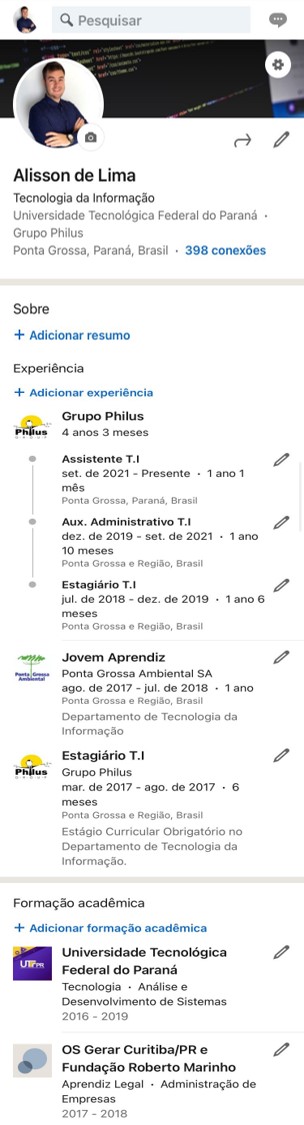 Pesquisar
Alisson de Lima
Tecnologia da Informação
Universidade Tecnológica Federal do Paraná •
Grupo Philus
Ponta Grossa, Paraná, Brasil • 398 conexões
Sobre
+ Adicionar resumo
Experiência
+ Adicionar experiência
Philus
GROUP
Grupo Philus
4 anos 3 meses
Assistente T.I
set. de 2021 - Presente • 1 ano 1
mês
Ponta Grossa, Paraná, Brasil
Aux. Administrativo T.I
dez. de 2019 - set. de 2021 • 1 ano
10 meses
Ponta Grossa e Região, Brasil
Estagiário T.I
jul. de 2018 - dez. de 2019 • 1 ano 6
meses
Ponta Grossa e Região, Brasil
Ponta Grossa
Ambiental
Jovem Aprendiz
Ponta Grossa Ambiental SA
ago. de 2017 - jul. de 2018 • 1 ano
Ponta Grossa e Região, Brasil
Departamento de Tecnologia da
Informação
Philus
GROUP
Estagiário T.I
Grupo Philus
mar. de 2017 - ago. de 2017 • 6
meses
Ponta Grossa e Região, Brasil
Estágio Curricular Obrigatório no
Departamento de Tecnologia da
Informação.
Formação acadêmica
+ Adicionar formação acadêmica
UTFPR
Universidade Tecnológica
Federal do Paraná
Tecnologia • Análise e
Desenvolvimento de Sistemas
2016 - 2019
OS Gerar Curitiba/PR e
Fundação Roberto Marinho
Aprendiz Legal • Administração de
Empresas
2017 - 2018